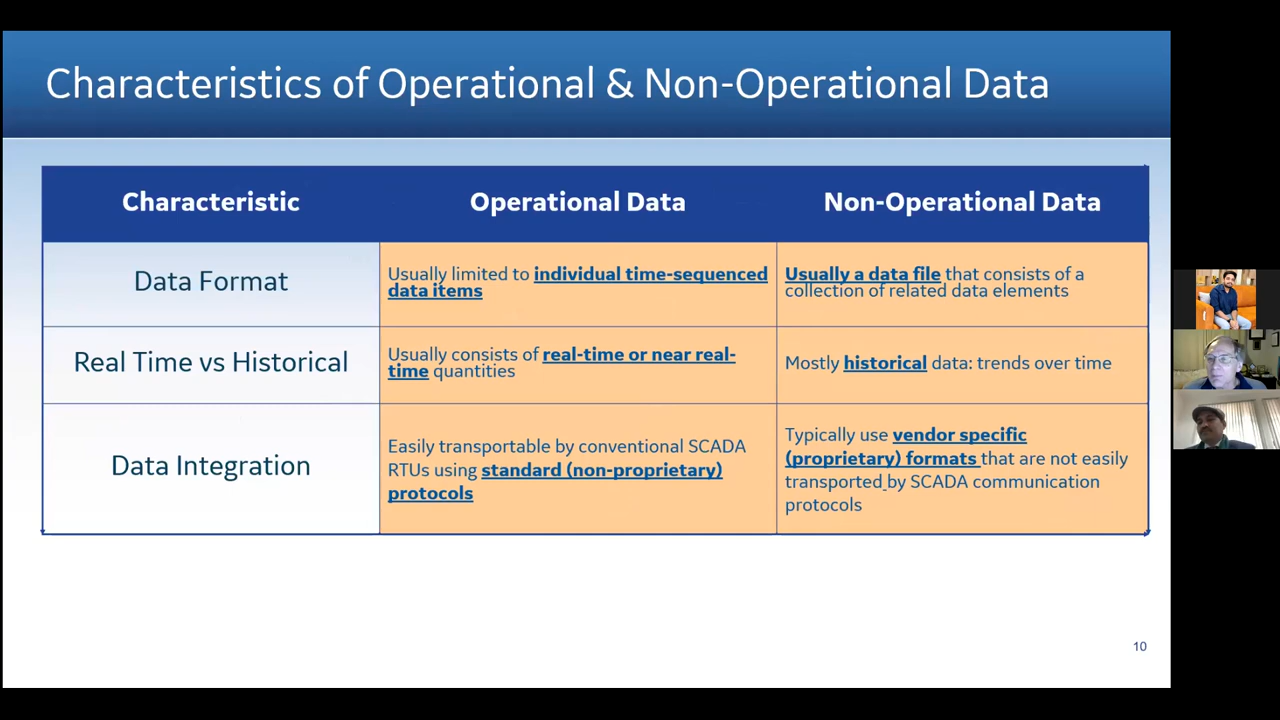 Characteristics of Operational & Non-Operational Data
Characteristic
Operational Data
Non-Operational Data
Data Format
Usually limited to individual time-sequenced
data items
Usually a data file that consists of a
collection of related data elements
Real Time vs Historical
Usually consists of real-time or near real-
time quantities
Mostly historical data: trends over time
Data Integration
Easily transportable by conventional SCADA
RTUs using standard (non-proprietary)
protocols
Typically use vendor specific
(proprietary) formats that are not easily
transported by SCADA communication
protocols
10